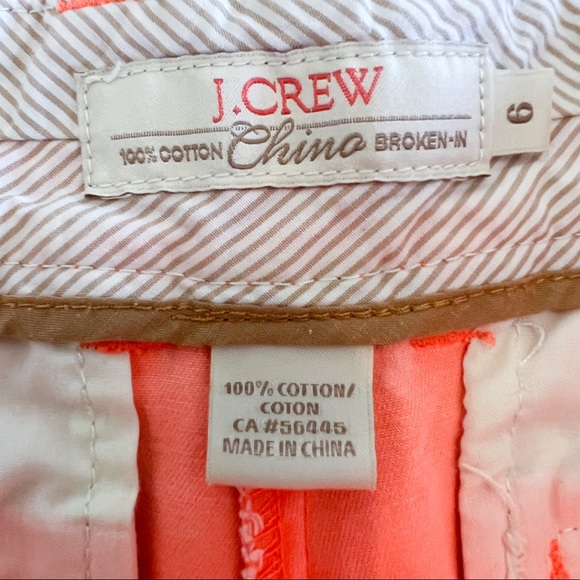 J.CREW
100% COTTON Chino BROKEN-IN
6
100% COTTON/
COTON
CA #56445
MADE IN CHINA